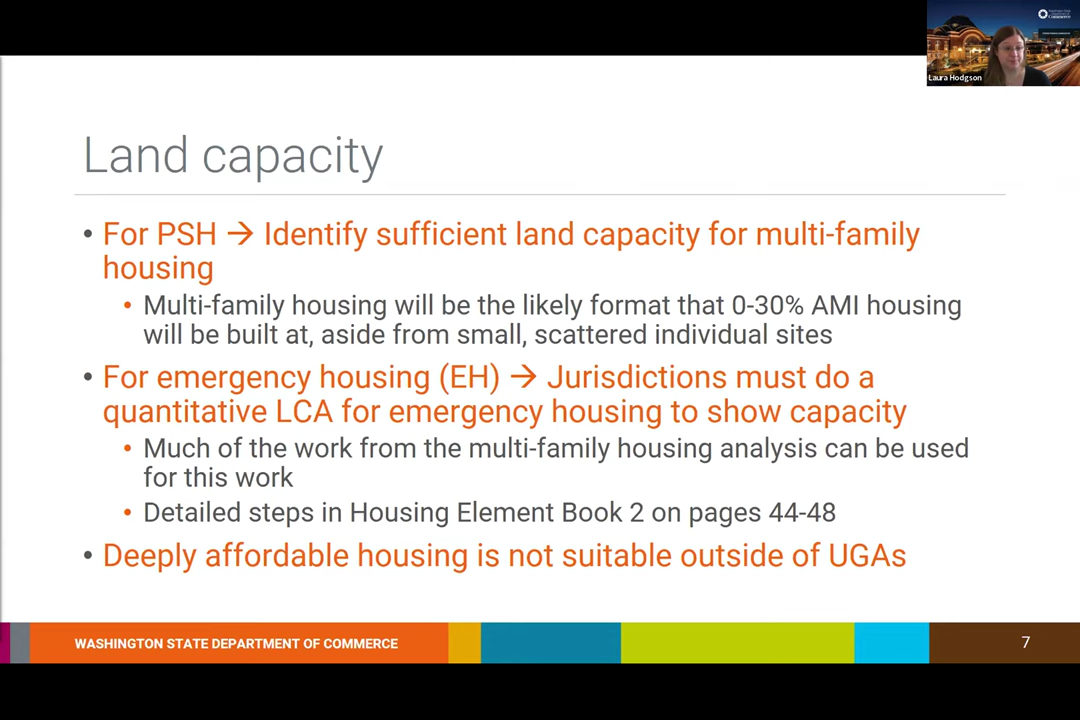 Commerce
Laura Hodgson
Land capacity
• For PSH → Identify sufficient land capacity for multi-family
housing
• Multi-family housing will be the likely format that 0-30% AMI housing
will be built at, aside from small, scattered individual sites
• For emergency housing (EH) → Jurisdictions must do a
quantitative LCA for emergency housing to show capacity
• Much of the work from the multi-family housing analysis can be used
for this work
• Detailed steps in Housing Element Book 2 on pages 44-48
• Deeply affordable housing is not suitable outside of UGAs
WASHINGTON STATE DEPARTMENT OF COMMERCE
7